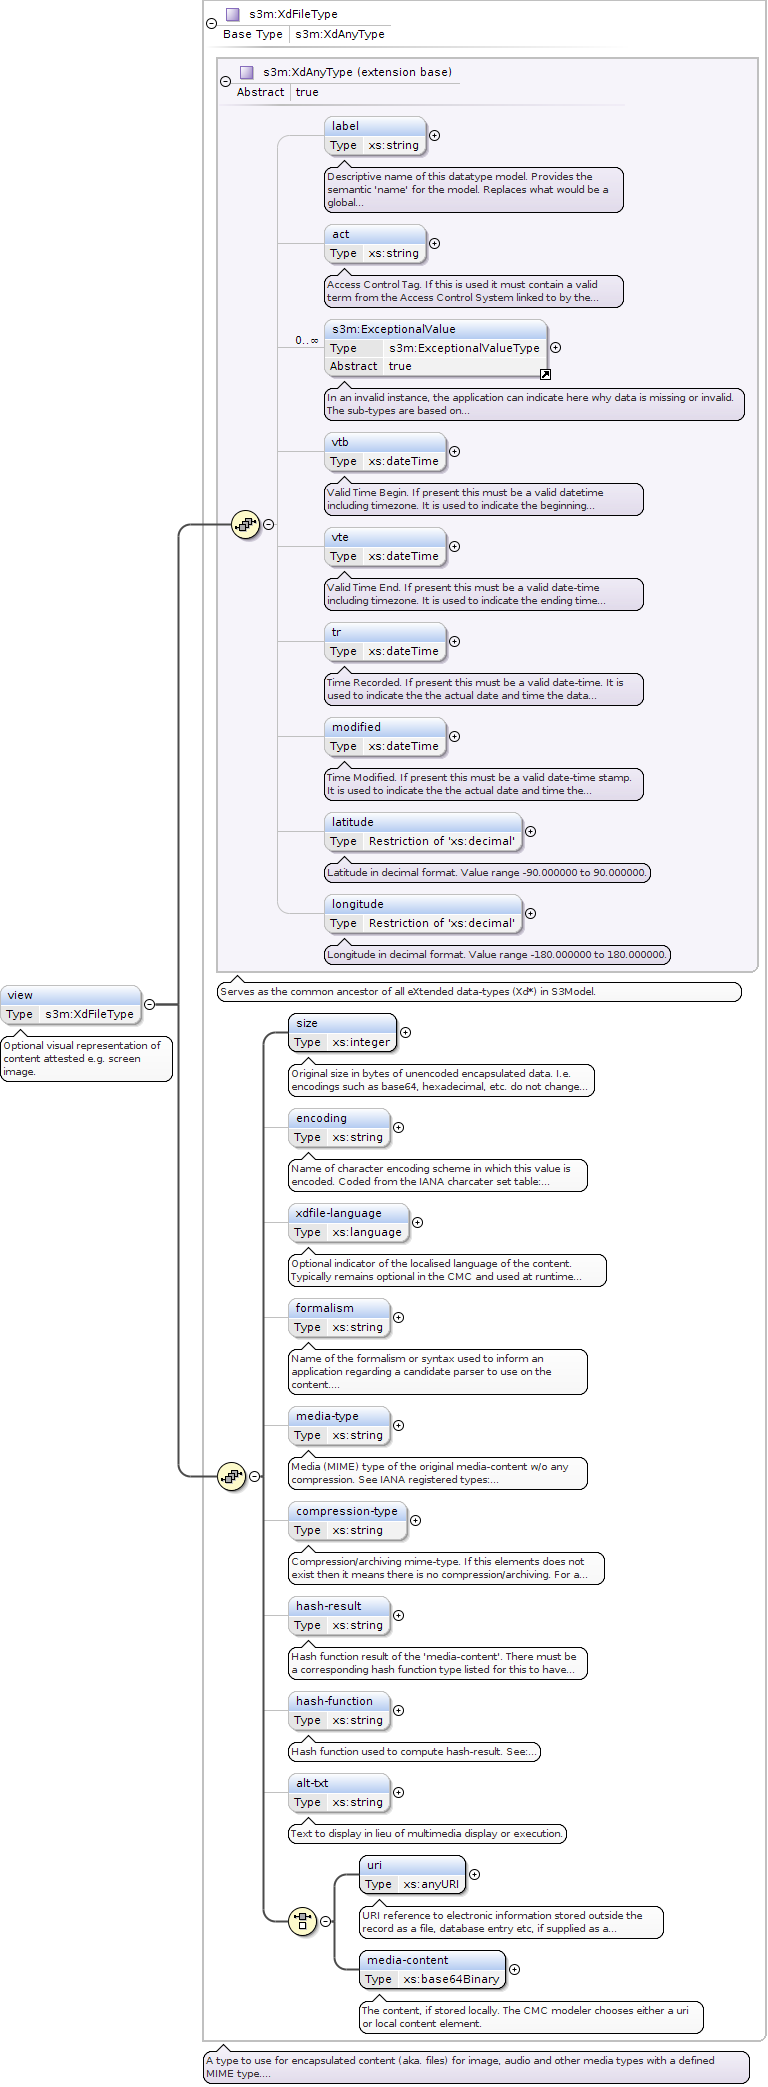 s3m:XdFileType
Base Type s3m:XdAnyType
s3m:XdAnyType (extension base)
Abstract true
label
Type xs:string
Descriptive name of this datatype model. Provides the
semantic 'name' for the model. Replaces what would be a
global...
act
Type xs:string
Access Control Tag. If this is used it must contain a valid
term from the Access Control System linked to by the...
0..∞
s3m:ExceptionalValue
Type s3m:ExceptionalValueType
Abstract true
In an invalid instance, the application can indicate here why data is missing or invalid.
The sub-types are based on...
vtb
Type xs:dateTime
Valid Time Begin. If present this must be a valid datetime
including timezone. It is used to indicate the beginning...
vte
Type xs:dateTime
Valid Time End. If present this must be a valid date-time
including timezone. It is used to indicate the ending time...
tr
Type xs:dateTime
Time Recorded. If present this must be a valid date-time. It is
used to indicate the the actual date and time the data...
modified
Type xs:dateTime
Time Modified. If present this must be a valid date-time stamp.
It is used to indicate the the actual date and time the...
latitude
Type Restriction of 'xs:decimal'
Latitude in decimal format. Value range -90.000000 to 90.000000.
longitude
Type Restriction of 'xs:decimal'
Longitude in decimal format. Value range -180.000000 to 180.000000.
Serves as the common ancestor of all eXtended data-types (Xd*) in S3Model.
view
Type s3m:XdFileType
Optional visual representation of
content attested e.g. screen
image.
size
Type xs:integer
Original size in bytes of unencoded encapsulated data. I.e.
encodings such as base64, hexadecimal, etc. do not change...
encoding
Type xs:string
Name of character encoding scheme in which this value is
encoded. Coded from the IANA charcater set table:...
xdfile-language
Type xs:language
Optional indicator of the localised language of the content.
Typically remains optional in the CMC and used at runtime...
formalism
Type xs:string
Name of the formalism or syntax used to inform an
application regarding a candidate parser to use on the
content....
media-type
Type xs:string
Media (MIME) type of the original media-content w/o any
compression. See IANA registered types:...
compression-type
Type xs:string
Compression/archiving mime-type. If this elements does not
exist then it means there is no compression/archiving. For a...
hash-result
Type xs:string
Hash function result of the 'media-content'. There must be
a corresponding hash function type listed for this to have...
hash-function
Type xs:string
Hash function used to compute hash-result. See:...
alt-txt
Type xs:string
Text to display in lieu of multimedia display or execution.
uri
Type xs:anyURI
URI reference to electronic information stored outside the
record as a file, database entry etc, if supplied as a...
media-content
Type xs:base64Binary
The content, if stored locally. The CMC modeler chooses either a uri
or local content element.
A type to use for encapsulated content (aka. files) for image, audio and other media types with a defined
MIME type....